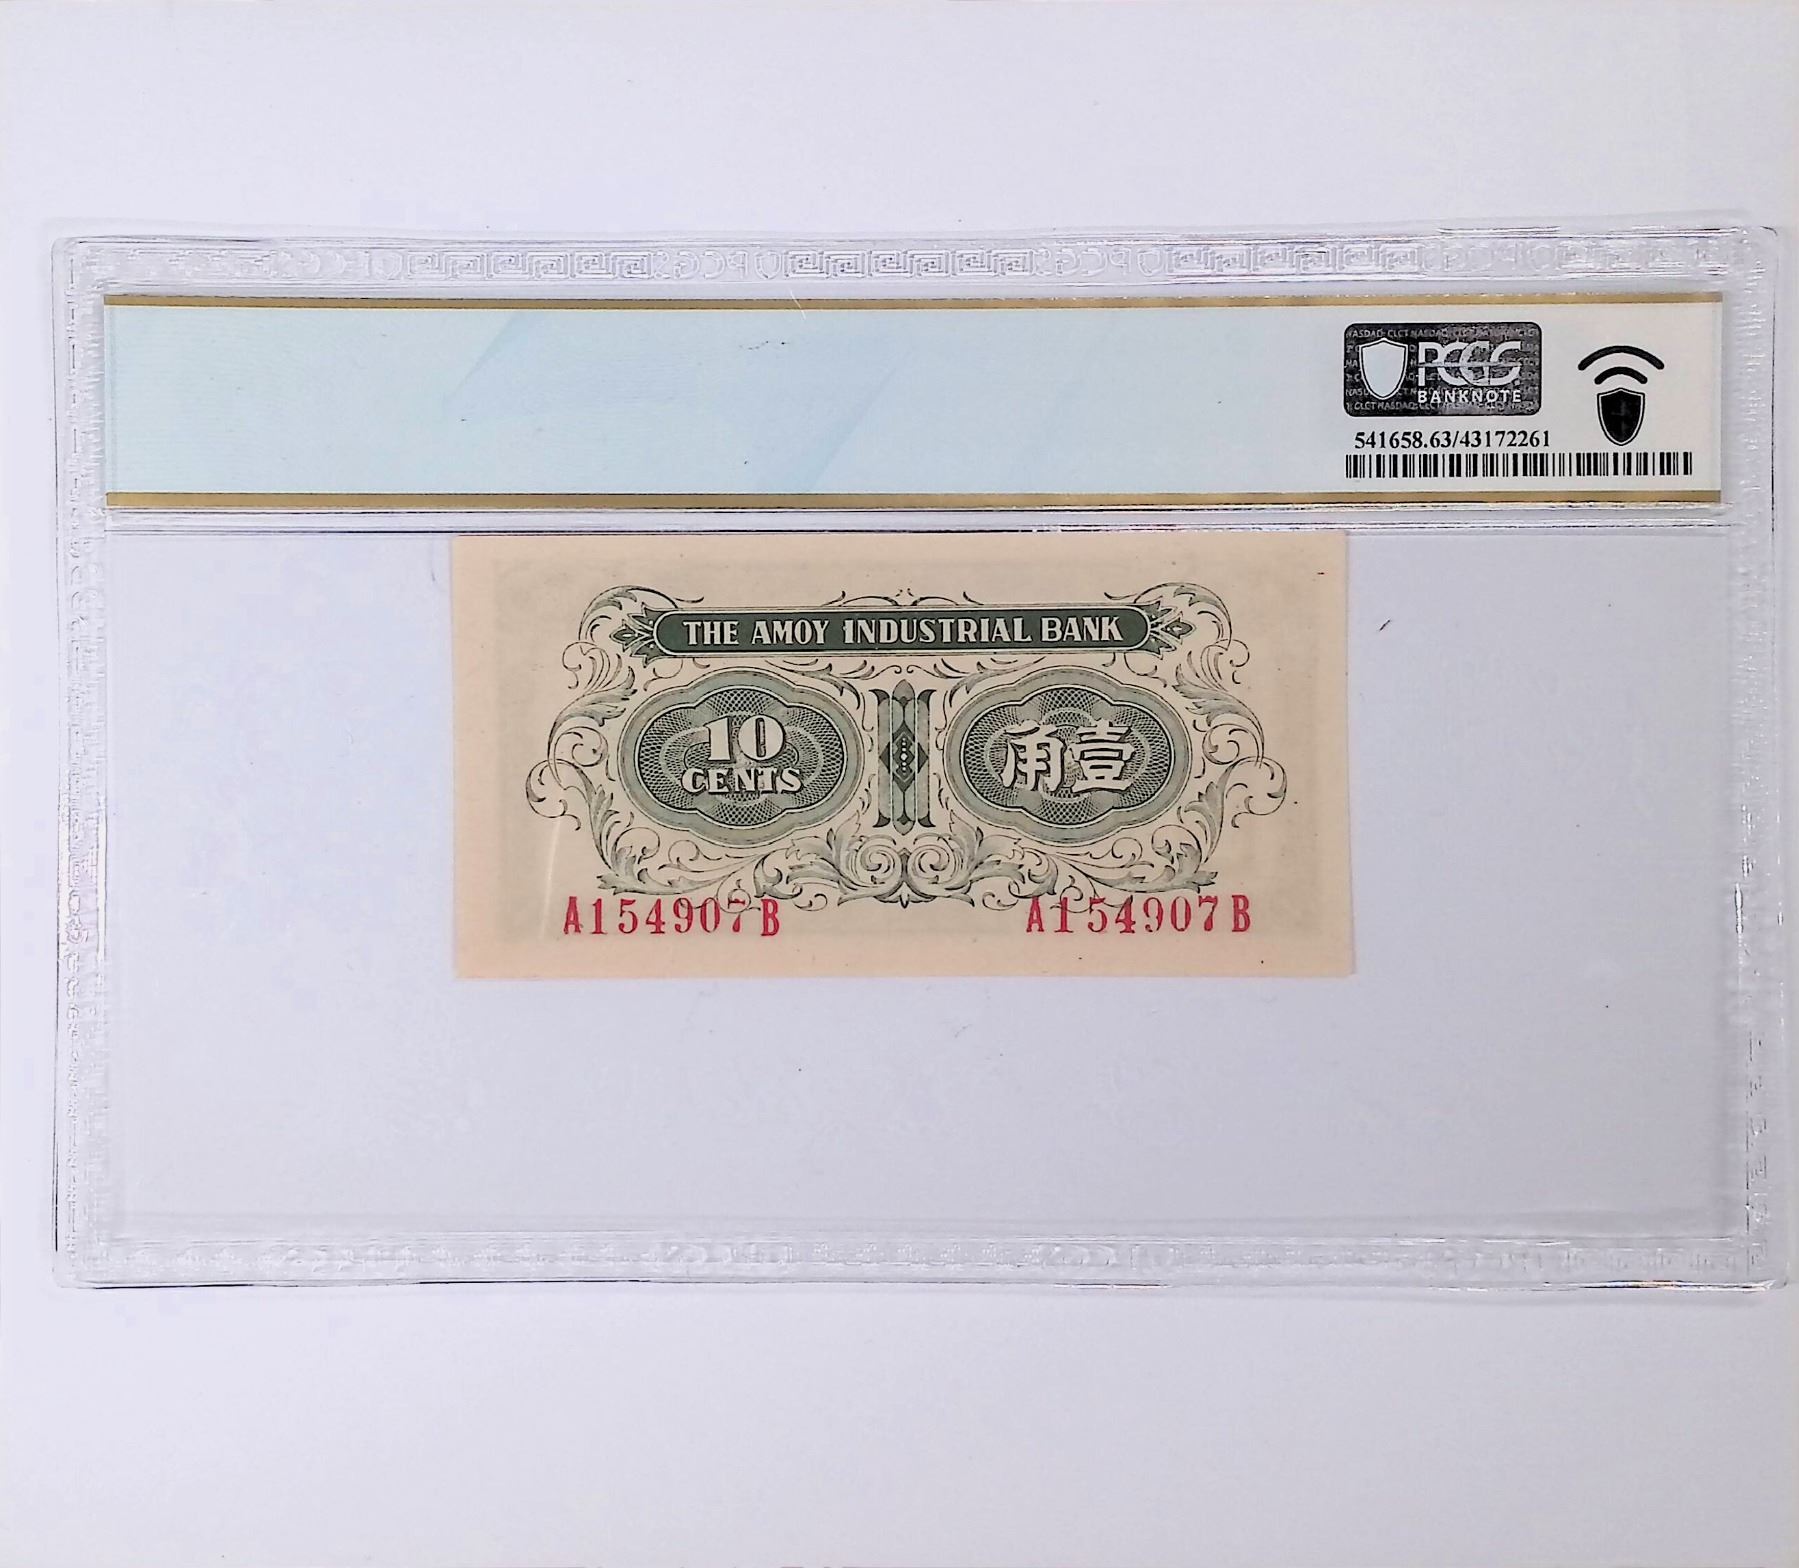 PCGS
BANKNOTE
541658.63/43172261
THE AMOY INDUSTRIAL BANK
10
CENTS
角壹
A154907B
A154907B